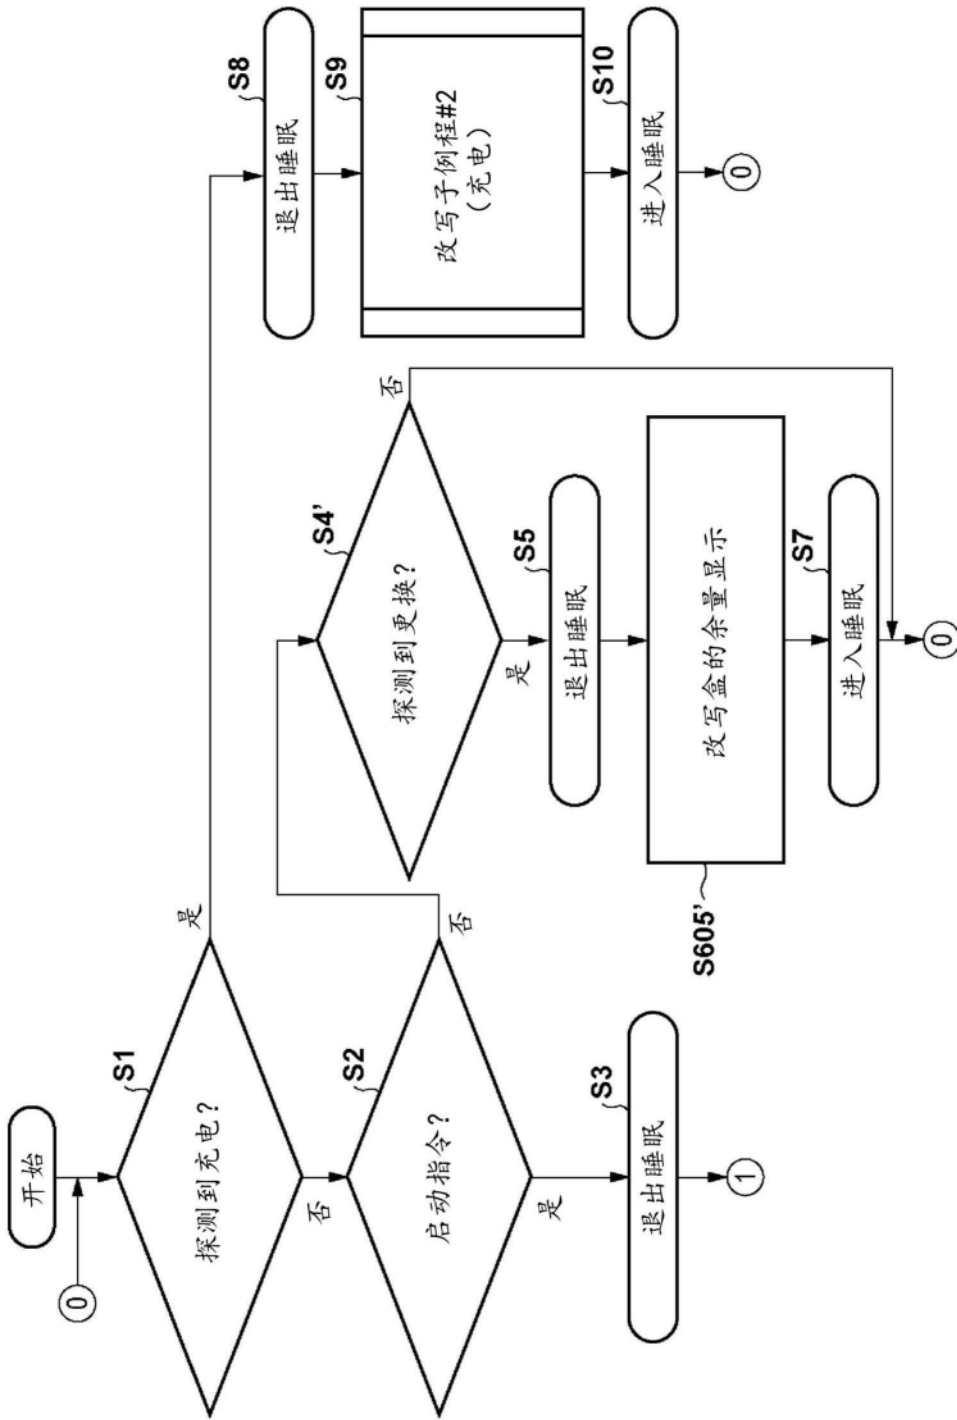 开始
0
S1
探测到充电？
是
否
S2
启动指令？
否
是
S3
退出睡眠
1
S4'
探测到更换？
否
是
S5
退出睡眠
S605'
改写盒的余量显示
S7
进入睡眠
0
S8
退出睡眠
S9
改写子例程#2
（充电）
S10
进入睡眠
0